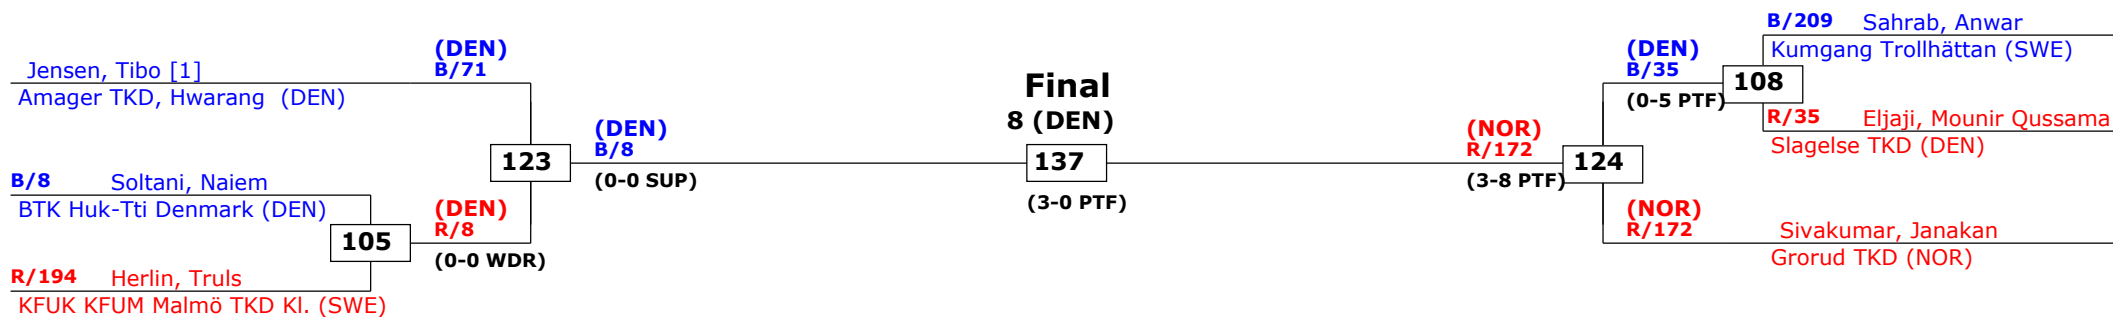 Jensen, Tibo [1]
Amager TKD, Hwarang (DEN)
(DEN)
B/71
B/8 Soltani, Naiem
BTK Huk-Tti Denmark (DEN)
105
R/194 Herlin, Truls
KFUK KFUM Malmö TKD Kl. (SWE)
(DEN)
R/8
(0-0 WDR)
123
(DEN)
B/8
(0-0 SUP)
Final
8 (DEN)
137
(3-0 PTF)
(NOR)
R/172
(3-8 PTF)
124
(DEN)
B/35
(0-5 PTF)
108
B/209 Sahrab, Anwar
Kumgang Trollhättan (SWE)
R/35 Eljaji, Mounir Qussama
Slagelse TKD (DEN)
(NOR)
R/172
Sivakumar, Janakan
Grorud TKD (NOR)